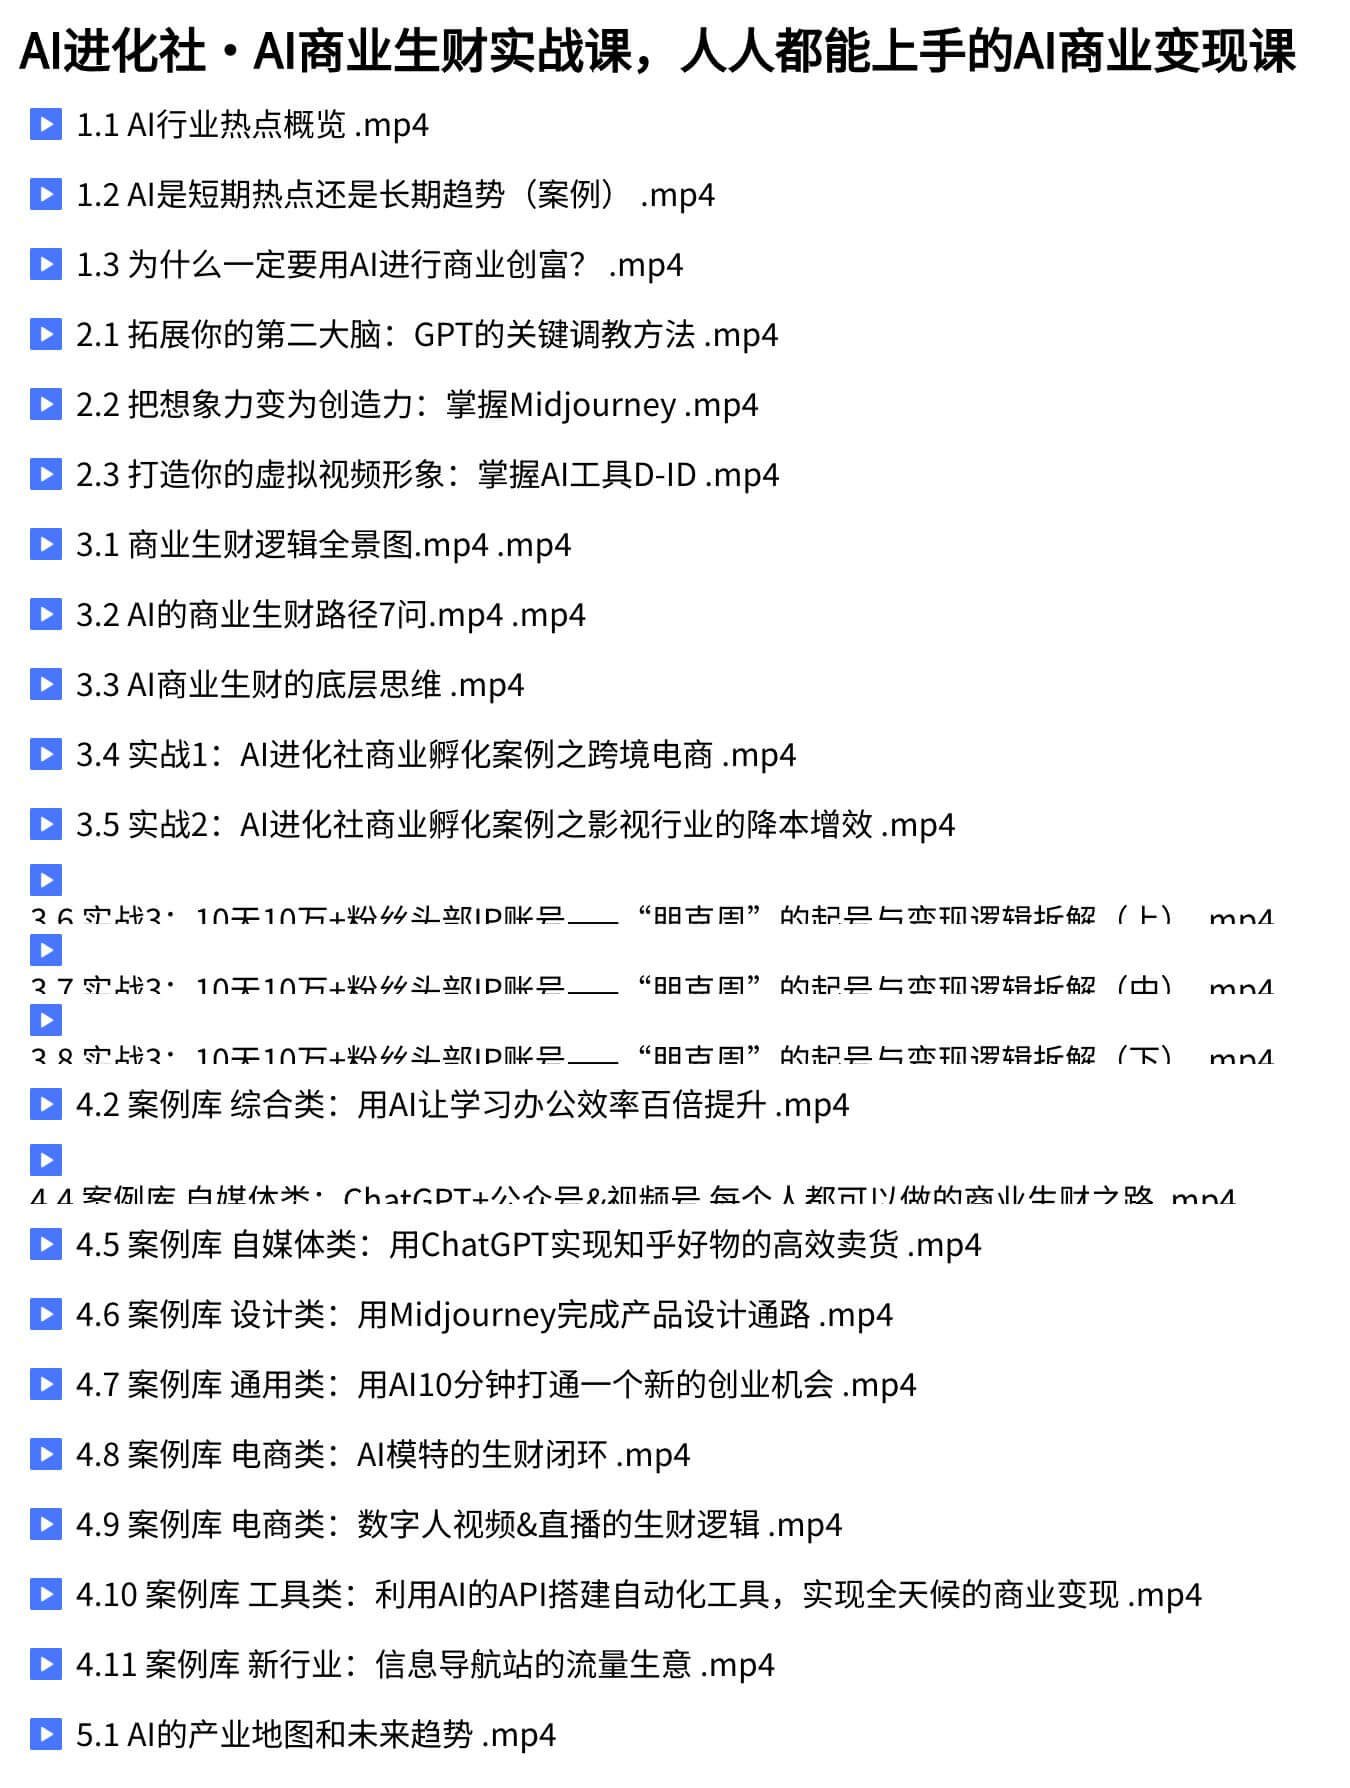 AI进化社·AI商业生财实战课，人人都能上手的AI商业变现课
1.1 AI行业热点概览 .mp4
1.2 AI是短期热点还是长期趋势（案例） .mp4
1.3 为什么一定要用AI进行商业创富？ .mp4
2.1 拓展你的第二大脑：GPT的关键调教方法 .mp4
2.2 把想象力变为创造力：掌握Midjourney .mp4
2.3 打造你的虚拟视频形象：掌握AI工具D-ID .mp4
3.1 商业生财逻辑全景图.mp4 .mp4
3.2 AI的商业生财路径7问.mp4 .mp4
3.3 AI商业生财的底层思维 .mp4
3.4 实战1：AI进化社商业孵化案例之跨境电商 .mp4
3.5 实战2：AI进化社商业孵化案例之影视行业的降本增效 .mp4
3.6 实战3：10天10万+粉丝头部IP账号——“朋克周”的起号与变现逻辑拆解（上） .mp4
3.7 实战3：10天10万+粉丝头部IP账号——“朋克周”的起号与变现逻辑拆解（中） .mp4
3.8 实战3：10天10万+粉丝头部IP账号——“朋克周”的起号与变现逻辑拆解（下） .mp4
4.2 案例库 综合类：用AI让学习办公效率百倍提升 .mp4
4.4 案例库 自媒体类：ChatGPT+公众号&视频号 每个人都可以做的商业生财之路 .mp4
4.5 案例库 自媒体类：用ChatGPT实现知乎好物的高效卖货 .mp4
4.6 案例库 设计类：用Midjourney完成产品设计通路 .mp4
4.7 案例库 通用类：用AI10分钟打通一个新的创业机会 .mp4
4.8 案例库 电商类：AI模特的生财闭环 .mp4
4.9 案例库 电商类：数字人视频&直播的生财逻辑 .mp4
4.10 案例库 工具类：利用AI的API搭建自动化工具，实现全天候的商业变现 .mp4
4.11 案例库 新行业：信息导航站的流量生意 .mp4
5.1 AI的产业地图和未来趋势 .mp4